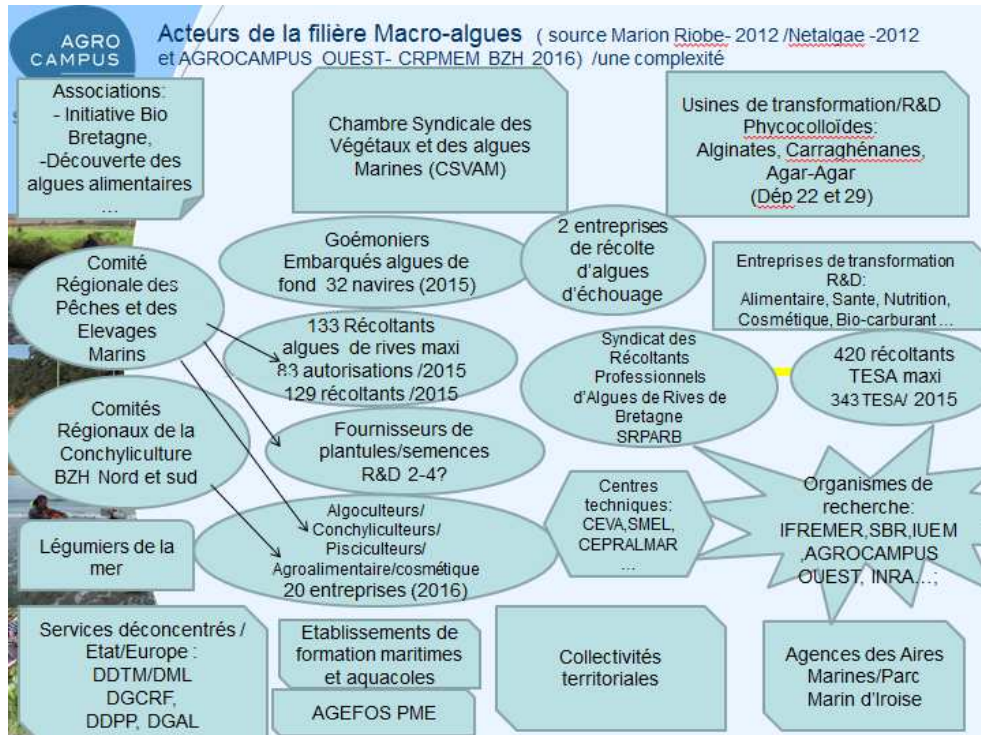 AGRO
CAMPUS
Acteurs de la filière Macro-algues ( source Marion Riobe- 2012 /Netalgae -2012
et AGROCAMPUS OUEST- CRPMEM BZH 2016) /une complexité
Associations:
- Initiative Bio
Bretagne,
-Découverte des
algues alimentaires
...
Chambre Syndicale des
Végétaux et des algues
Marines (CSVAM)
Usines de transformation/R&D
Phycocolloïdes:
Alginates, Carraghénanes,
Agar-Agar
(Dép 22 et 29)
Comité
Régionale des
Pêches et des
Elevages
Marins
Goémoniers
Embarqués algues de
fond 32 navires (2015)
2 entreprises
de récolte
d'algues
d'échouage
Entreprises de transformation
R&D:
Alimentaire, Sante, Nutrition,
Cosmétique, Bio-carburant ...
133 Récoltants
algues de rives maxi
83 autorisations /2015
129 récoltants /2015
Syndicat des
Récoltants
Professionnels
d'Algues de Rives de
Bretagne
SRPARB
420 récoltants
TESA maxi
343 TESA/ 2015
Comités
Régionaux de la
Conchyliculture
BZH Nord et sud
Fournisseurs de
plantules/semences
R&D 2-4?
Algoculteurs/
Conchyliculteurs/
Pisciculteurs/
Agroalimentaire/cosmétique
20 entreprises (2016)
Centres
techniques:
CEVA,SMEL,
CEPRALMAR
...
Organismes de
recherche:
IFREMER,SBR,IUEM
,AGROCAMPUS
OUEST, INRA...;
Légumiers de la
mer
Services déconcentrés /
Etat/Europe :
DDTM/DML
DGCRF,
DDPP, DGAL
Etablissements de
formation maritimes
et aquacoles
AGEFOS PME
Collectivités
territoriales
Agences des Aires
Marines/Parc
Marin d'Iroise